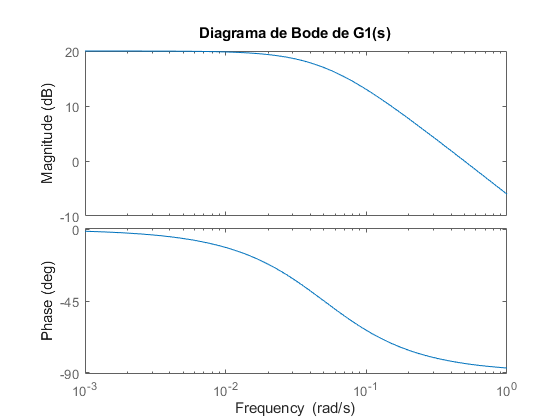 Diagrama de Bode de G1(s)
Magnitude (dB)
20
10
0
-10
Phase (deg)
0
-45
-90
10^-3
10^-2
10^-1
10^0
Frequency (rad/s)